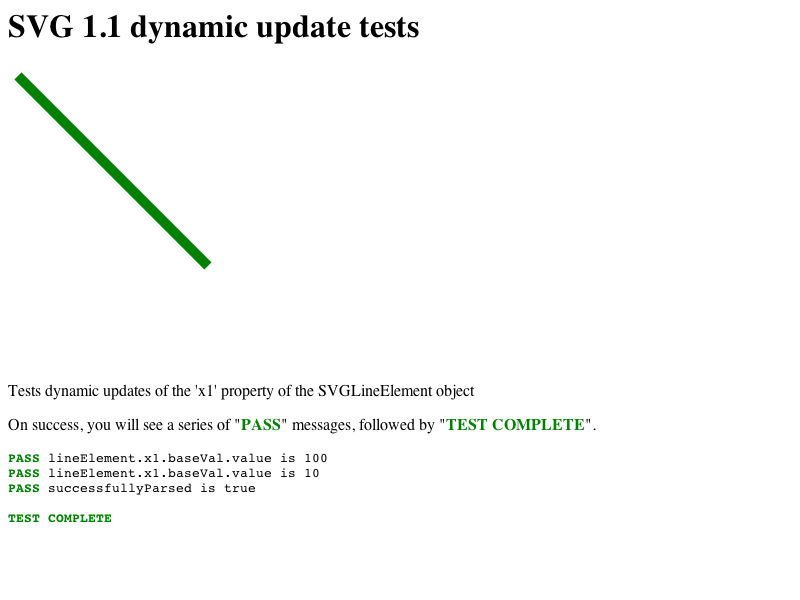 SVG 1.1 dynamic update tests
Tests dynamic updates of the 'x1' property of the SVGLineElement object
On success, you will see a series of "PASS" messages, followed by "TEST COMPLETE".
PASS lineElement.x1.baseVal.value is 100
PASS lineElement.x1.baseVal.value is 10
PASS successfullyParsed is true
TEST COMPLETE